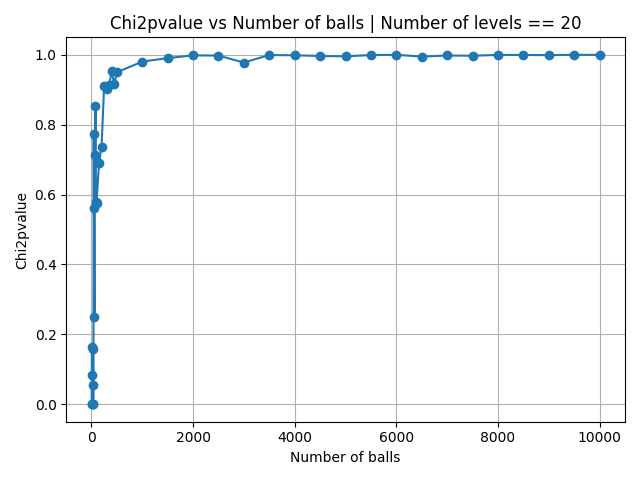 Chi2pvalue vs Number of balls | Number of levels == 20
1.0
0.8
0.6
0.4
0.2
0.0
Chi2pvalue
0 2000 4000 6000 8000 10000
Number of balls